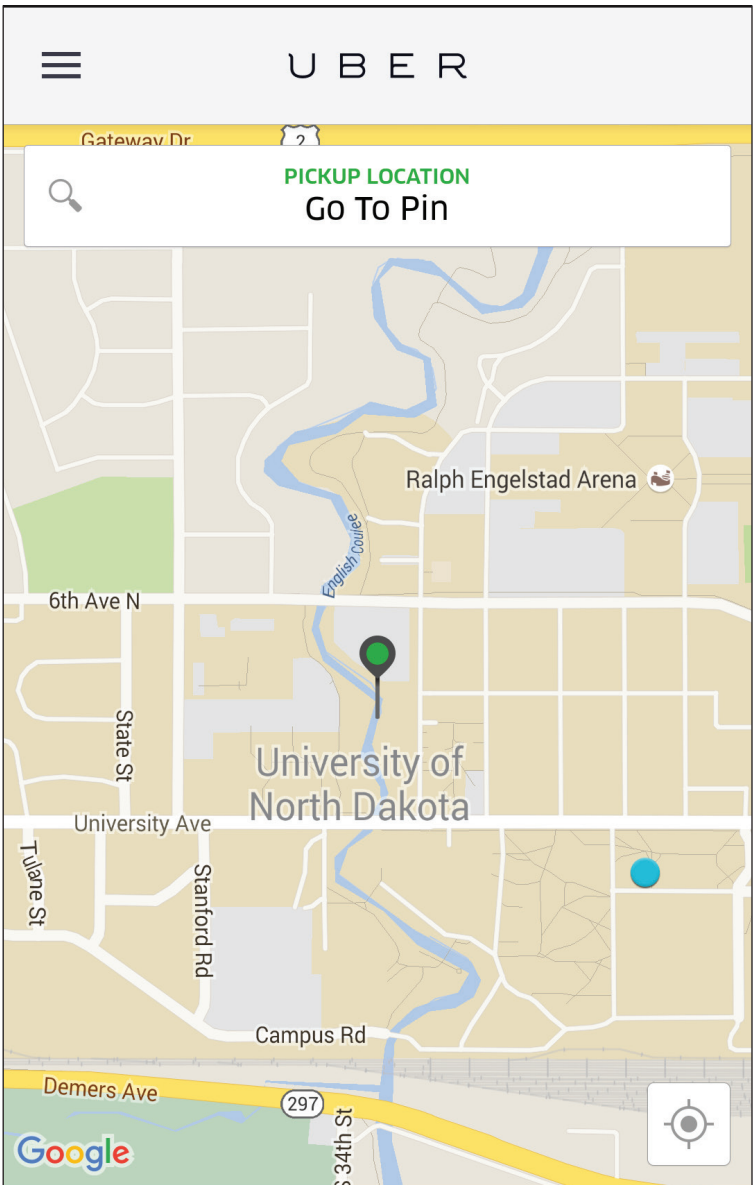 UBER
Gateway Dr
2
PICKUP LOCATION
Go To Pin
Ralph Engelstad Arena
English Coulee
6th Ave N
State St
University of
North Dakota
University Ave
Tulane St
Stanford Rd
Campus Rd
Demers Ave
297
S 34th St
Google